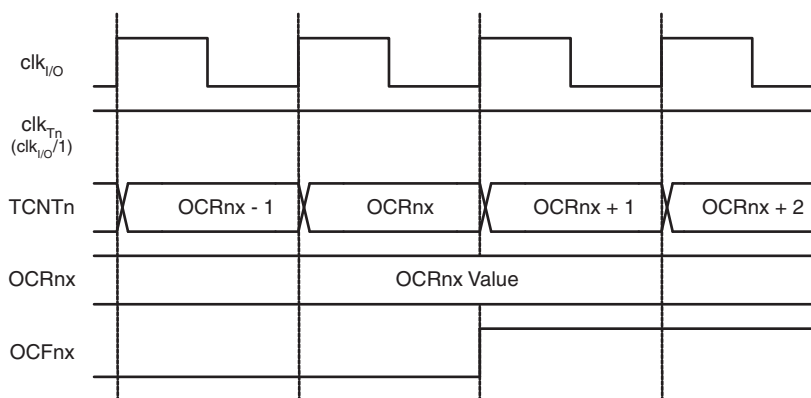 clkI/O
clkTn
(clkI/O/1)
TCNTn OCRnx - 1 OCRnx OCRnx + 1 OCRnx + 2
OCRnx OCRnx Value
OCFnx